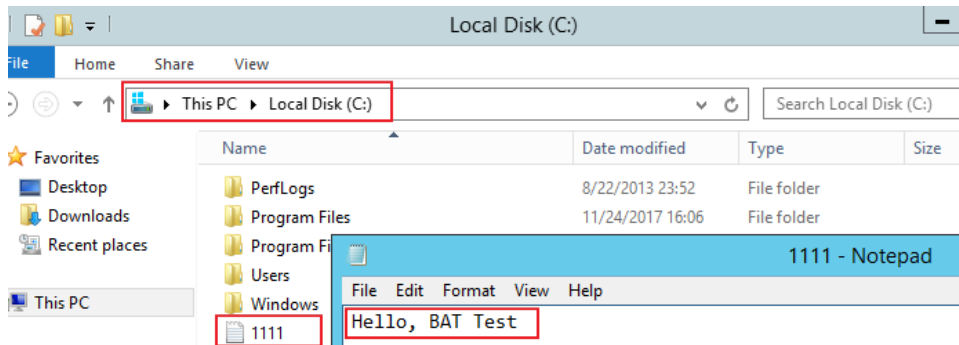 Local Disk (C:)
File Home Share View
This PC Local Disk (C:) Search Local Disk (C:)
Name Date modified Type Size
Favorites
Desktop PerfLogs 8/22/2013 23:52 File folder
Downloads Program Files 11/24/2017 16:06 File folder
Recent places Program Fi
1111 - Notepad
Users
File Edit Format View Help
This PC Windows
Hello, BAT Test
1111